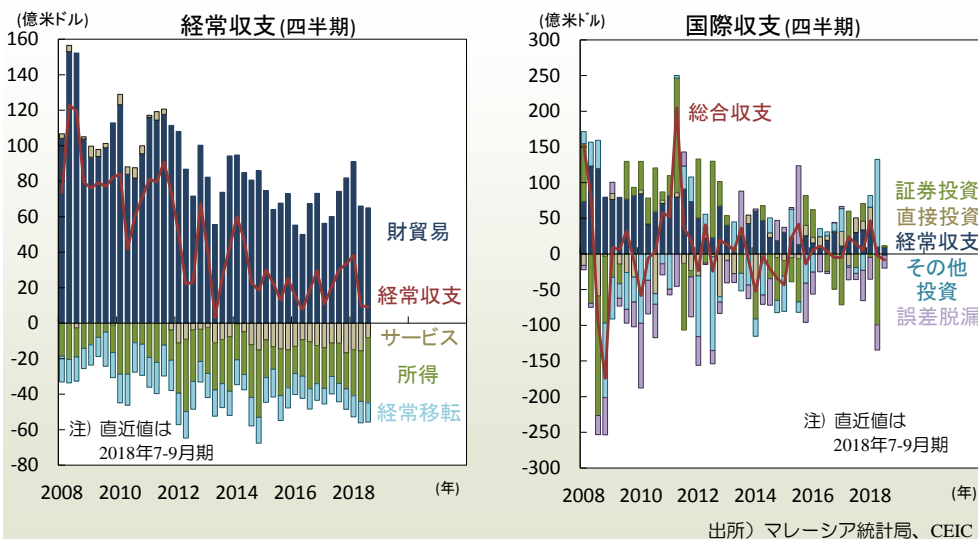 経常収支(四半期)
(億米ドル)
160
140
120
100
80
60
40
20
0
-20
-40
-60
-80
財貿易
経常収支
サービス
所得
経常移転
注) 直近値は
2018年7-9月期
2008 2010 2012 2014 2016 2018 (年)
国際収支(四半期)
(億米ドル)
300
250
200
150
100
50
0
-50
-100
-150
-200
-250
-300
総合収支
証券投資
直接投資
経常収支
その他
投資
誤差脱漏
注) 直近値は
2018年7-9月期
2008 2010 2012 2014 2016 2018 (年)
出所）マレーシア統計局、CEIC